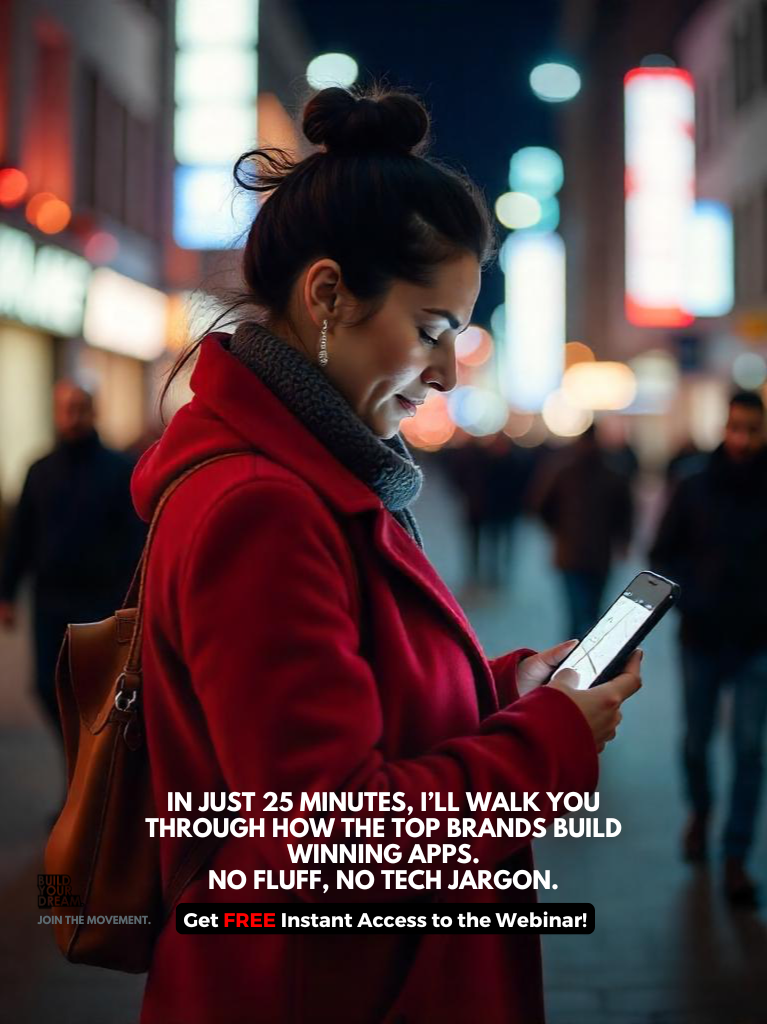 IN JUST 25 MINUTES, I’LL WALK YOU
THROUGH HOW THE TOP BRANDS BUILD
WINNING APPS.
NO FLUFF, NO TECH JARGON.
BUILD
YOUR
DREAM
JOIN THE MOVEMENT.
Get FREE Instant Access to the Webinar!